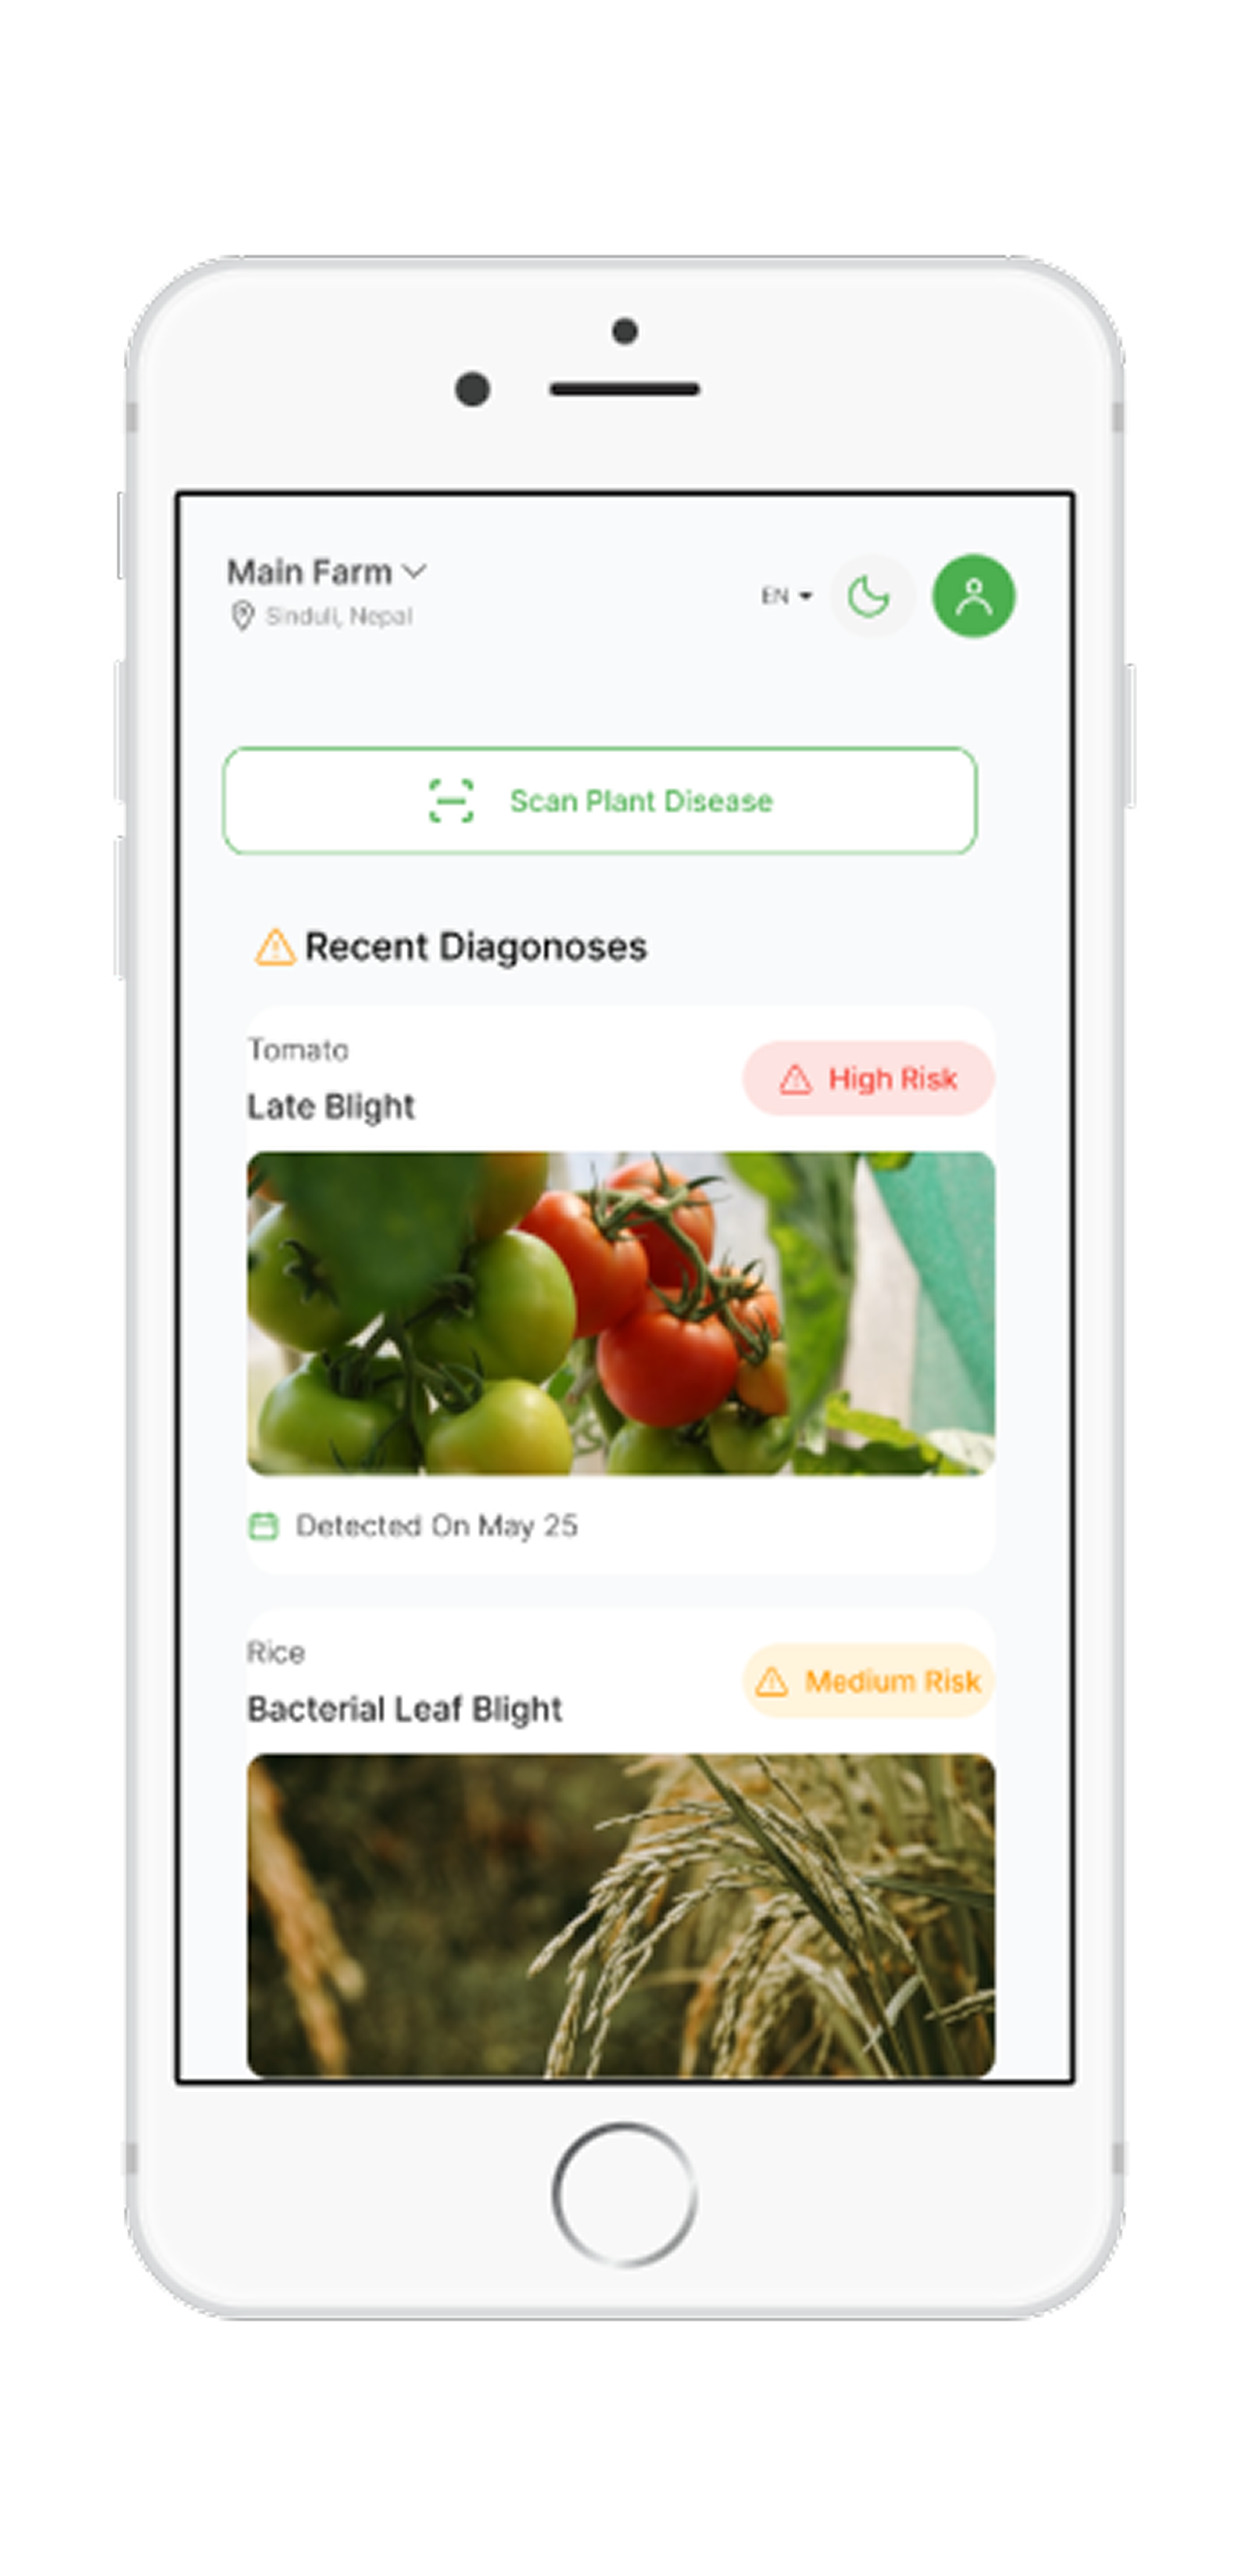 Main Farm
Sinduli, Nepal
EN
Scan Plant Disease
Recent Diagonoses
Tomato
Late Blight
High Risk
Detected On May 25
Rice
Bacterial Leaf Blight
Medium Risk